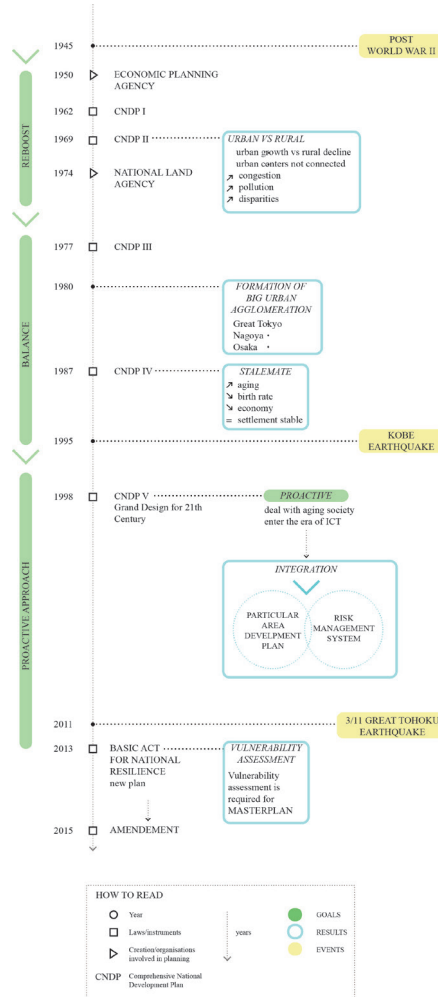 POST
WORLD WAR II
1945
1950
ECONOMIC PLANNING
AGENCY
1962
CNDP I
1969
CNDP II
URBAN VS RURAL
urban growth vs rural decline
urban canters not connected
↗ congestion
↗ pollution
↗ disparities
1974
NATIONAL LAND
AGENCY
REBOOST
1977
CNDP III
1980
FORMATION OF
BIG URBAN
AGGLOMERATION
Great Tokyo
Nagoya ·
Osaka ·
BALANCE
1987
CNDP IV
STALEMATE
↗ aging
↘ birth rate
↘ economy
= settlement stable
1995
KOBE
EARTHQUAKE
1998
CNDP V
Grand Design for 21th
Century
PROACTIVE
deal with aging society
enter the era of ICT
INTEGRATION
PARTICULAR
AREA
DEVELPMENT
PLAN
RISK
MANAGEMENT
SYSTEM
PROACTIVE APPROACH
2011
3/11 GREAT TOHOKU
EARTHQUAKE
2013
BASIC ACT
FOR NATIONAL
RESILIENCE
new plan
VULNERABILITY
ASSESSMENT
Vulnerability
assessment is
required for
MASTERPLAN
2015
AMENDEMENT
HOW TO READ
Year
Laws/instruments
Creation/organisations
involved in planning
CNDP Comprehensive National
Development Plan
years
GOALS
RESULTS
EVENTS